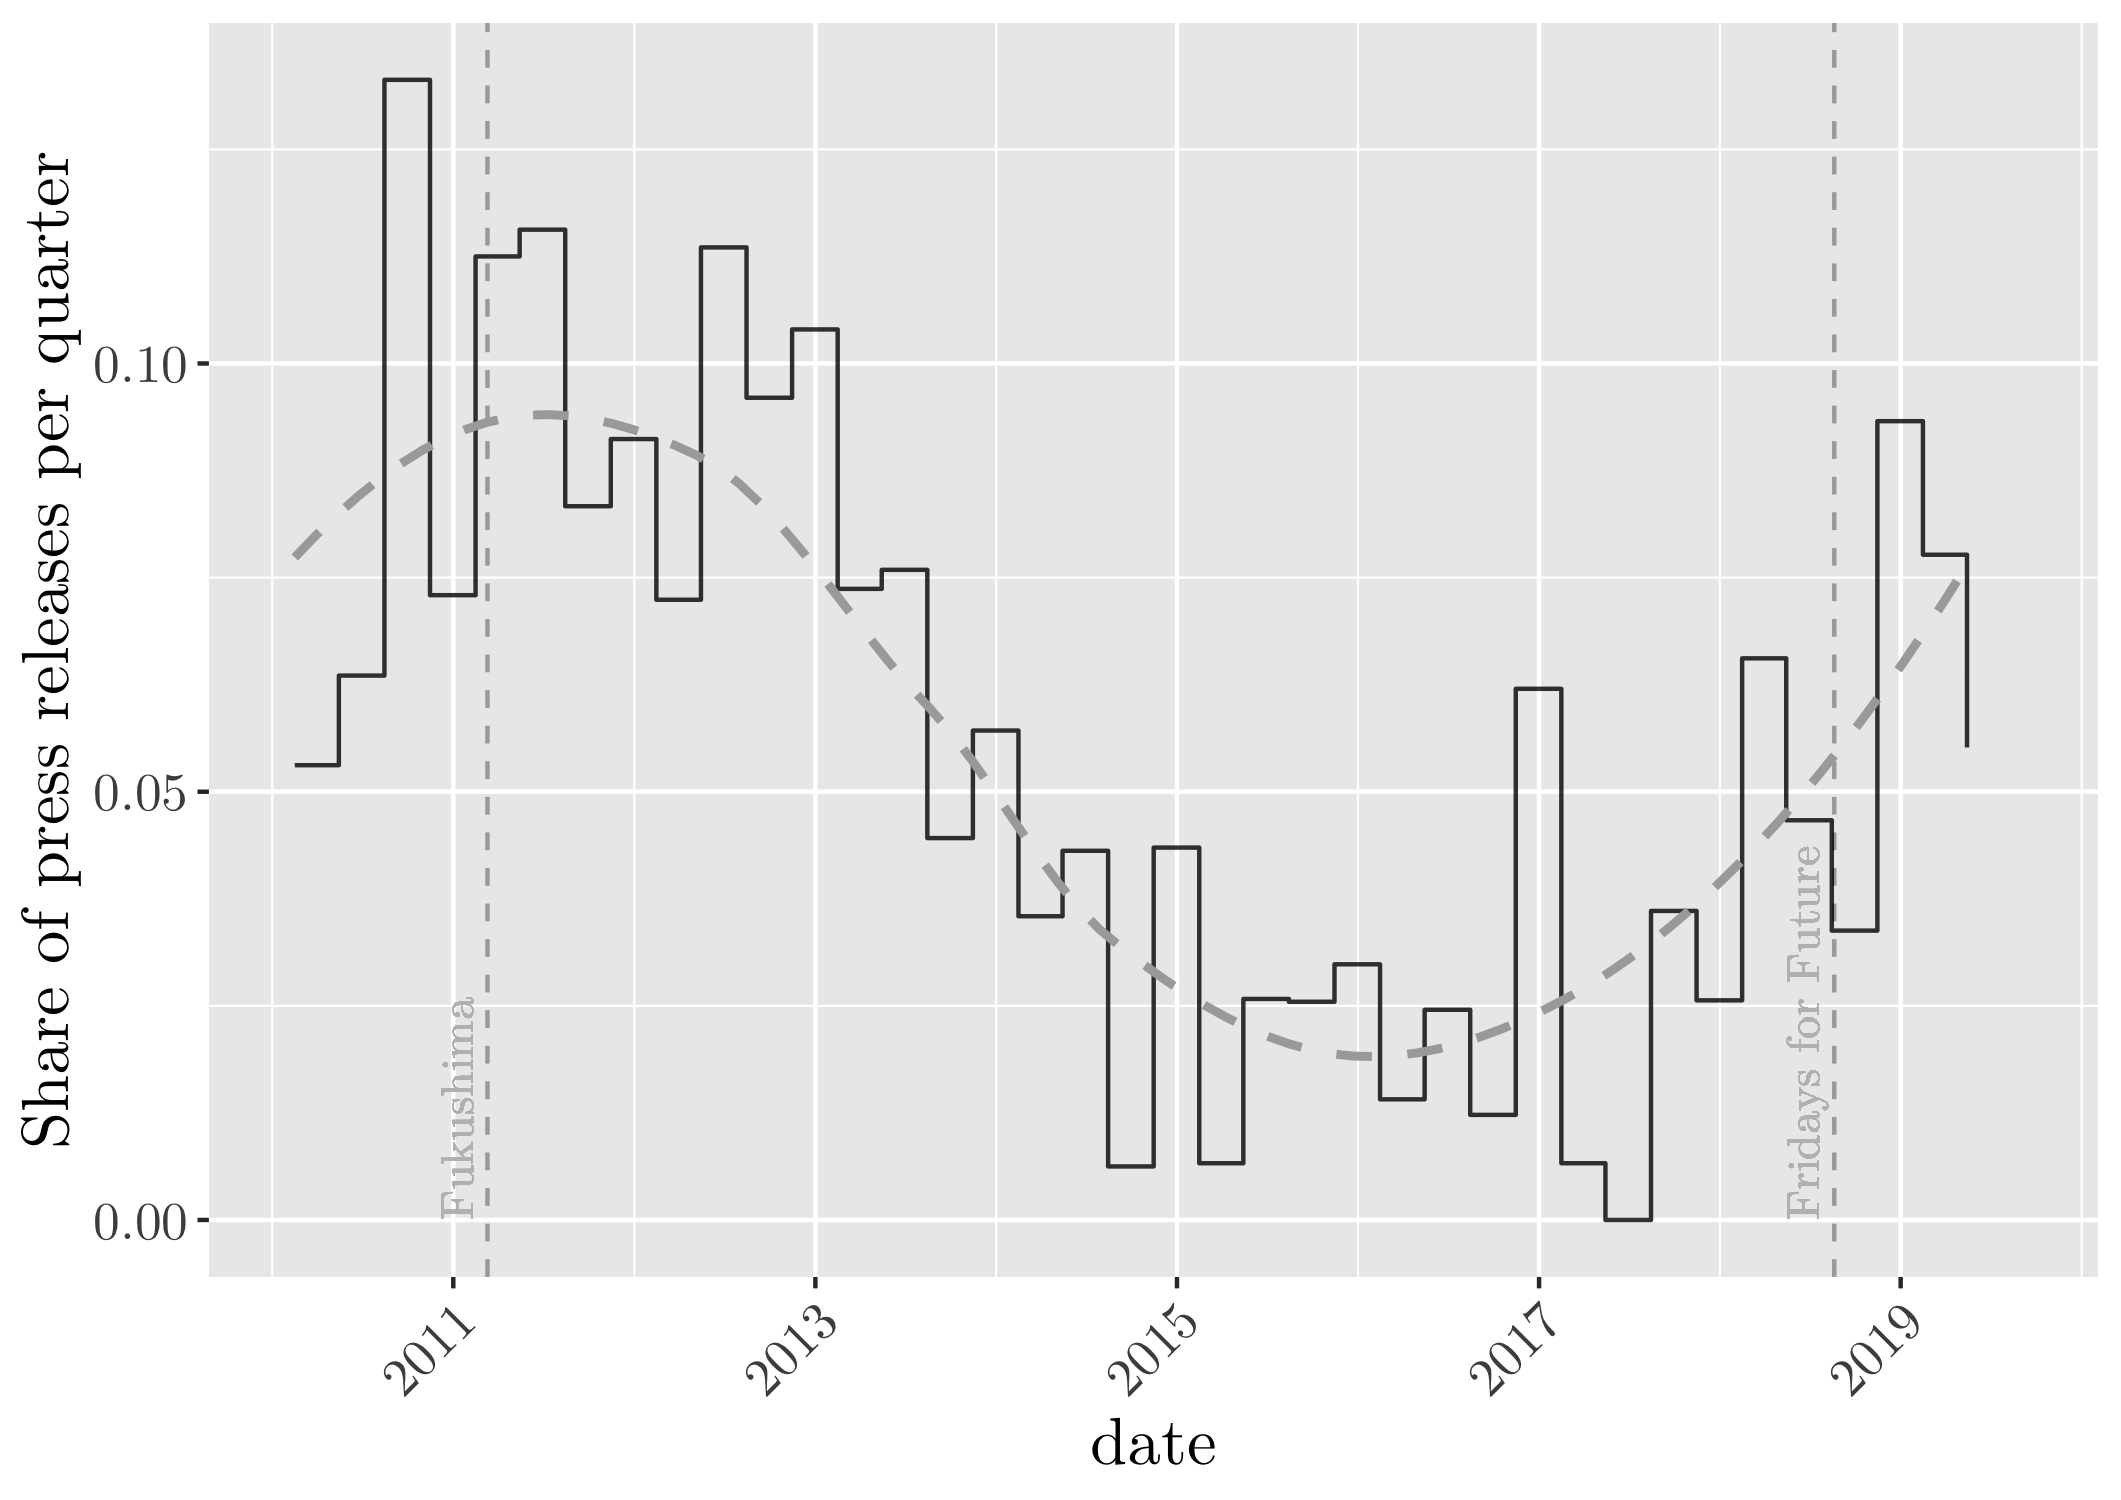 Share of press releases per quarter
0.10
0.05
0.00
Fukushima
Fridays for Future
2011
2013
2015
2017
2019
date